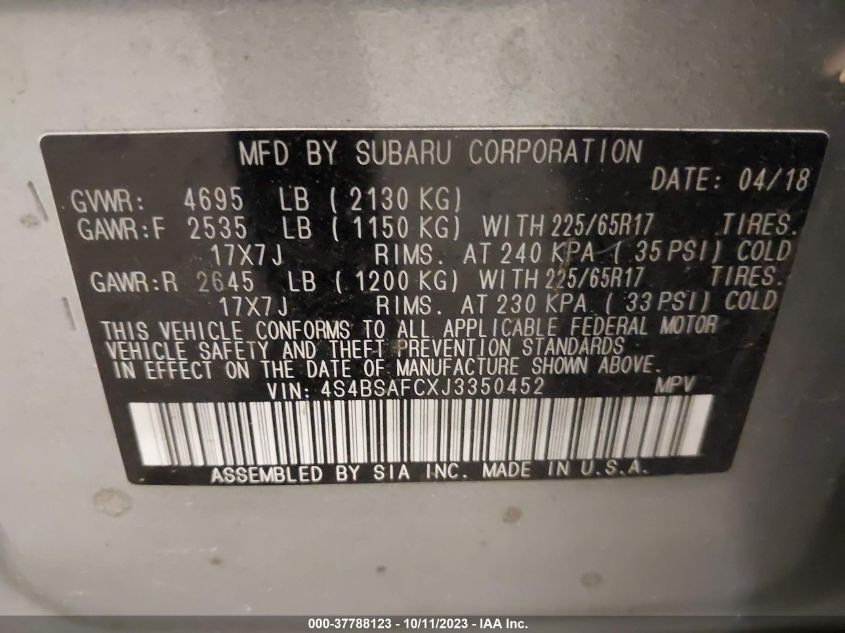 MFD BY SUBARU CORPORATION
DATE: 04/18
GVWR: 4695 LB ( 2130 KG)
GAWR:F 2535 LB ( 1150 KG) WITH 225/65R17 TIRES.
17X7J RIMS. AT 240 KPA ( 35 PSI) COLD
GAWR:R 2645 LB ( 1200 KG) WITH 225/65R17 TIRES.
17X7J RIMS. AT 230 KPA ( 33 PSI) COLD
THIS VEHICLE CONFORMS TO ALL APPLICABLE FEDERAL MOTOR
VEHICLE SAFETY AND THEFT PREVENTION STANDARDS
IN EFFECT ON THE DATE OF MANUFACTURE SHOWN ABOVE.
VIN: 4S4BSAFCXJ3350452 MPV
ASSEMBLED BY SIA INC. MADE IN U.S.A.
000-37788123 - 10/11/2023 - IAA Inc.